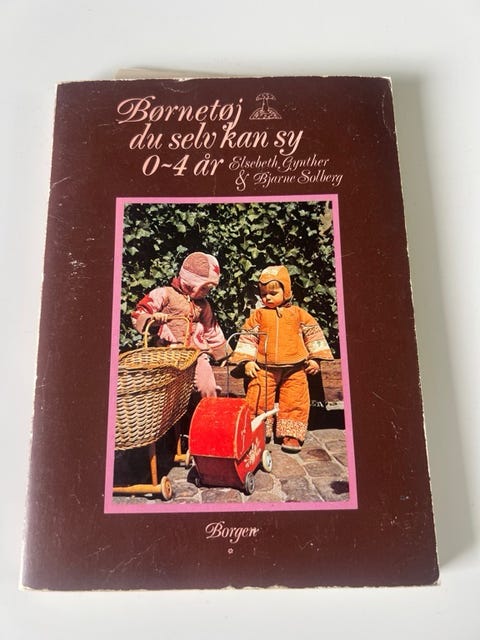 Børnetøj
du selv kan sy
0-4 år Elsebeth Gynther
& Bjarne Solberg
Borgen